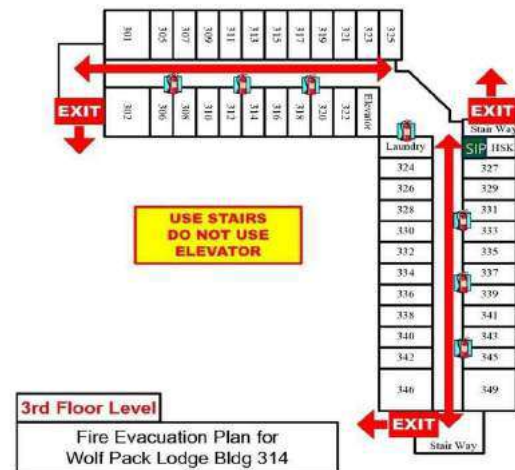 301 305 307 309 311 313 315 317 319 321 323 325
EXIT
302 306 308 310 312 314 316 318 320 322 Elevator
EXIT
Stair Way
Laundry
SIP HSK
324 327
326 329
328 331
330 333
332 335
334 337
336 339
338 341
340 343
342 345
346 349
USE STAIRS
DO NOT USE
ELEVATOR
EXIT
Stair Way
3rd Floor Level
Fire Evacuation Plan for
Wolf Pack Lodge Bldg 314